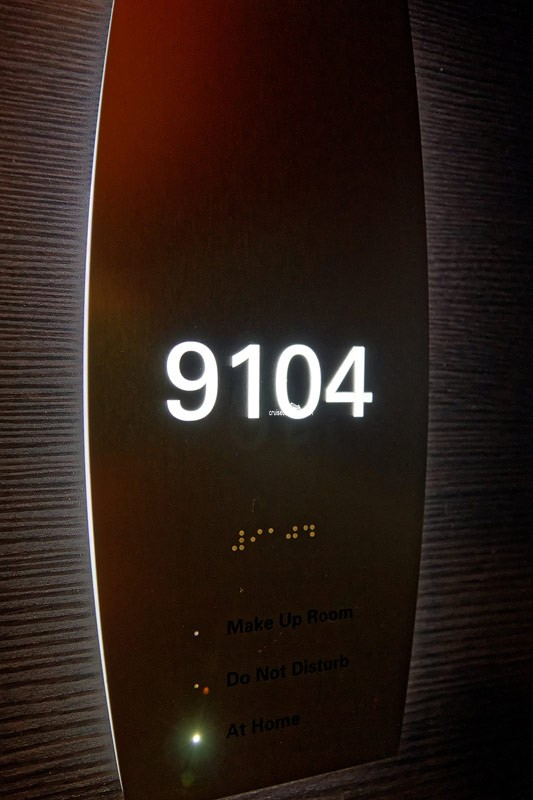 9104
⠼⠊⠁⠚⠙
Make Up Room
Do Not Disturb
At Home